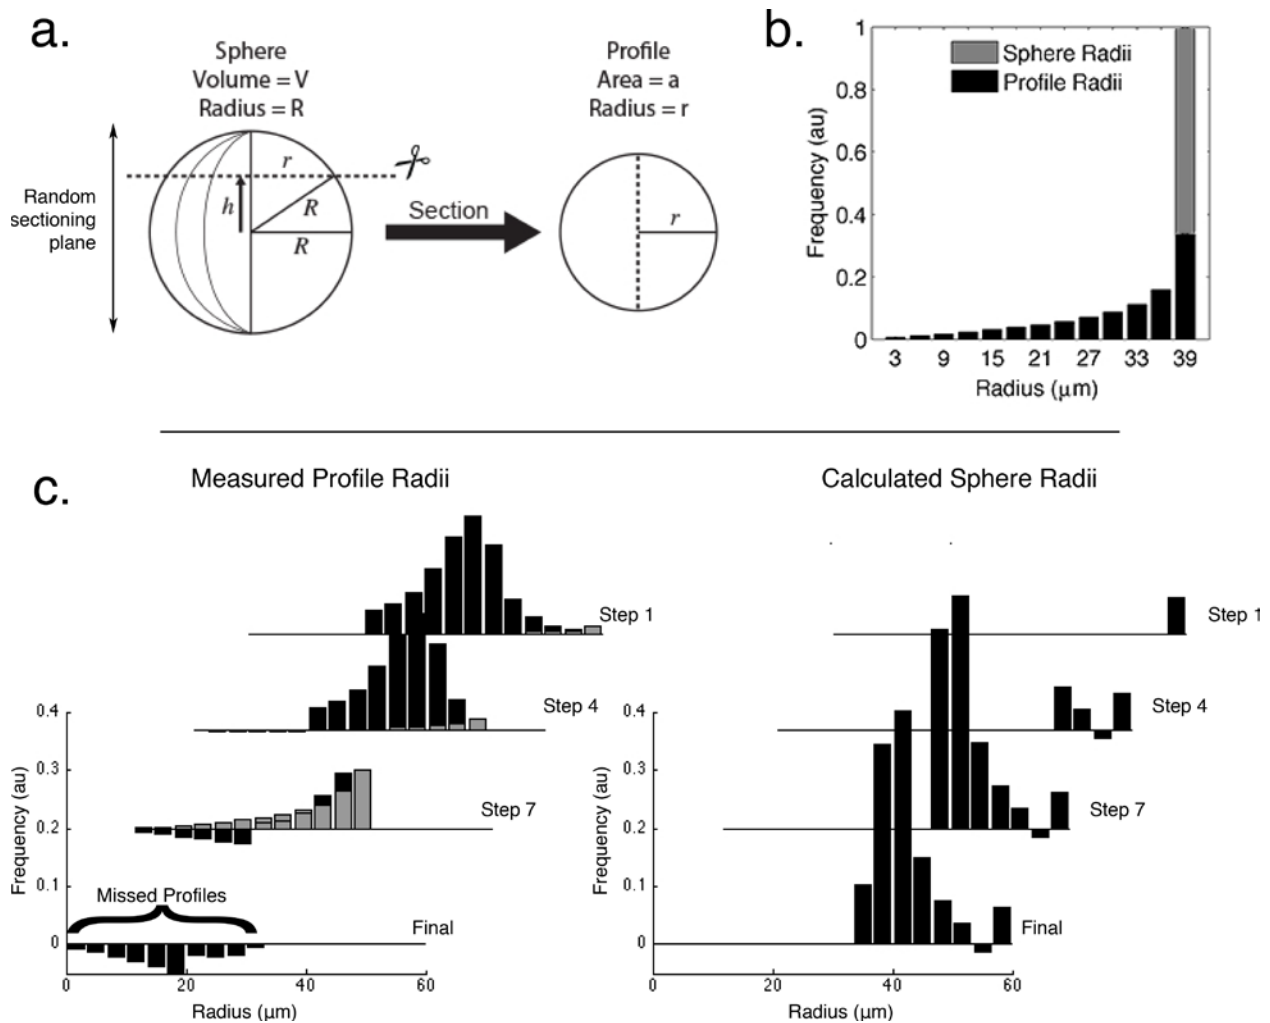 a.
Sphere
Volume = V
Radius = R
Profile
Area = a
Radius = r
Random
sectioning
plane
r
h
R
R
Section
r
b.
Frequency (au)
1
0.8
0.6
0.4
0.2
0
Sphere Radii
Profile Radii
3 9 15 21 27 33 39
Radius (μm)
c.
Measured Profile Radii
Step 1
Step 4
Step 7
Final
Missed Profiles
Frequency (au)
0.4
0.3
0.2
0.1
0
0 20 40 60
Radius (μm)
Calculated Sphere Radii
Step 1
Step 4
Step 7
Final
Frequency (au)
0.4
0.3
0.2
0.1
0
0 20 40 60
Radius (μm)